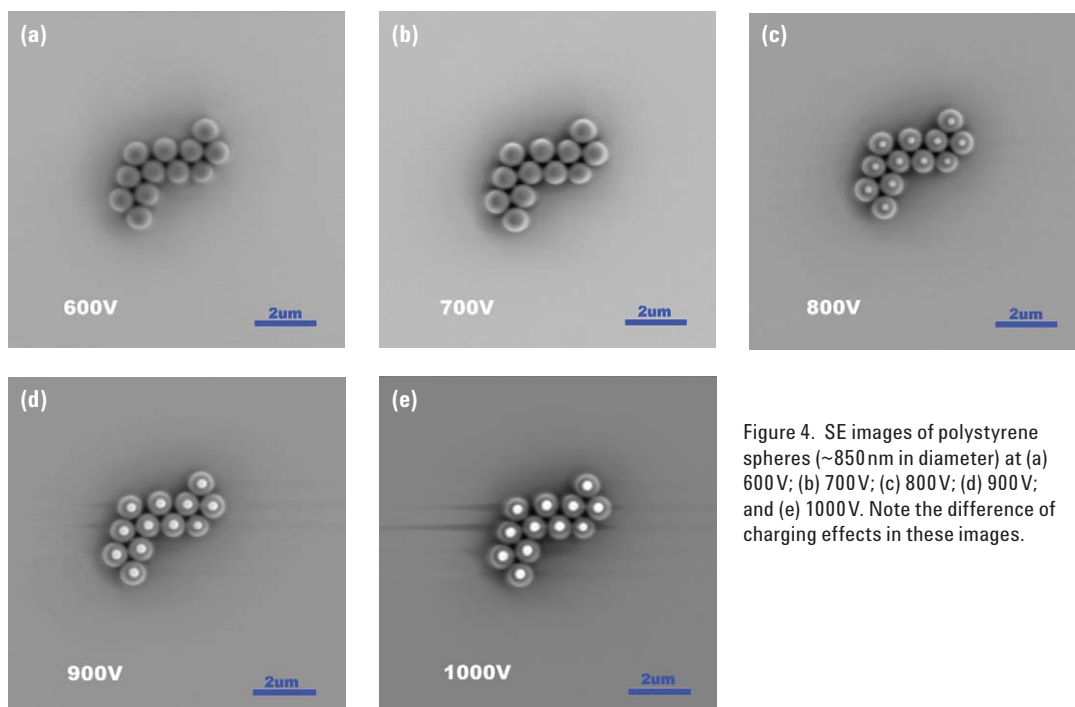 (a)
600V
2um
(b)
700V
2um
(c)
800V
2um
(d)
900V
2um
(e)
1000V
2um
Figure 4. SE images of polystyrene
spheres (~850 nm in diameter) at (a)
600 V; (b) 700 V; (c) 800 V; (d) 900 V;
and (e) 1000 V. Note the difference of
charging effects in these images.